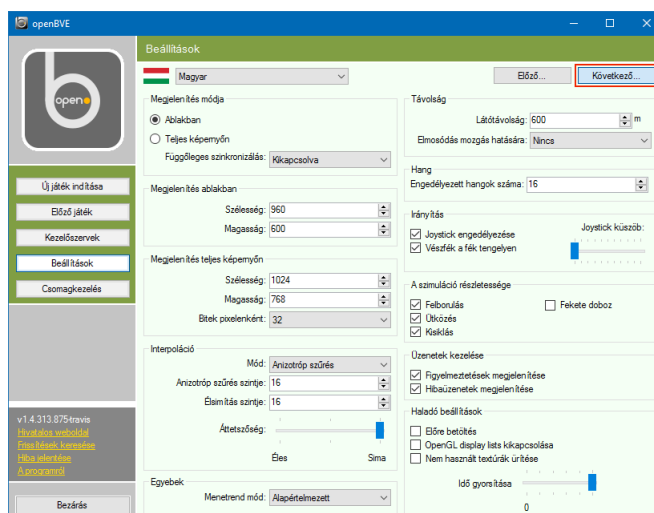 openBVE
Beállítások
open
Magyar
Előző...
Következő...
Megjelenítés módja
Ablakban
Teljes képernyőn
Függőleges szinkronizálás: Kikapcsolva
Megjelenítés ablakban
Szélesség: 960
Magasság: 600
Megjelenítés teljes képernyőn
Szélesség: 1024
Magasság: 768
Bitek pixelenként: 32
Interpoláció
Mód: Anizotróp szűrés
Anizotróp szűrés szintje: 16
Élsimítás szintje: 16
Áttetszőség:
Éles Sima
Egyebek
Menetrend mód: Alapértelmezett
Távolság
Látótávolság: 600 m
Elmosódás mozgás hatására: Nincs
Hang
Engedélyezett hangok száma: 16
Irányítás
Joystick engedélyezése
Vészfék a fék tengelyen
Joystick küszöb:
A szimuláció részletessége
Felborulás
Fekete doboz
Ütközés
Kisiklás
Üzenetek kezelése
Figyelmeztetések megjelenítése
Hibaüzenetek megjelenítése
Haladó beállítások
Előre betöltés
OpenGL display lists kikapcsolása
Nem használt textúrák ürítése
Idő gyorsítása
0
Új játék indítása
Előző játék
Kezelőszervek
Beállítások
Csomagkezelés
v1.4.313.875-travis
Hivatalos weboldal
Frissítések keresése
Hiba jelentése
A programról
Bezárás